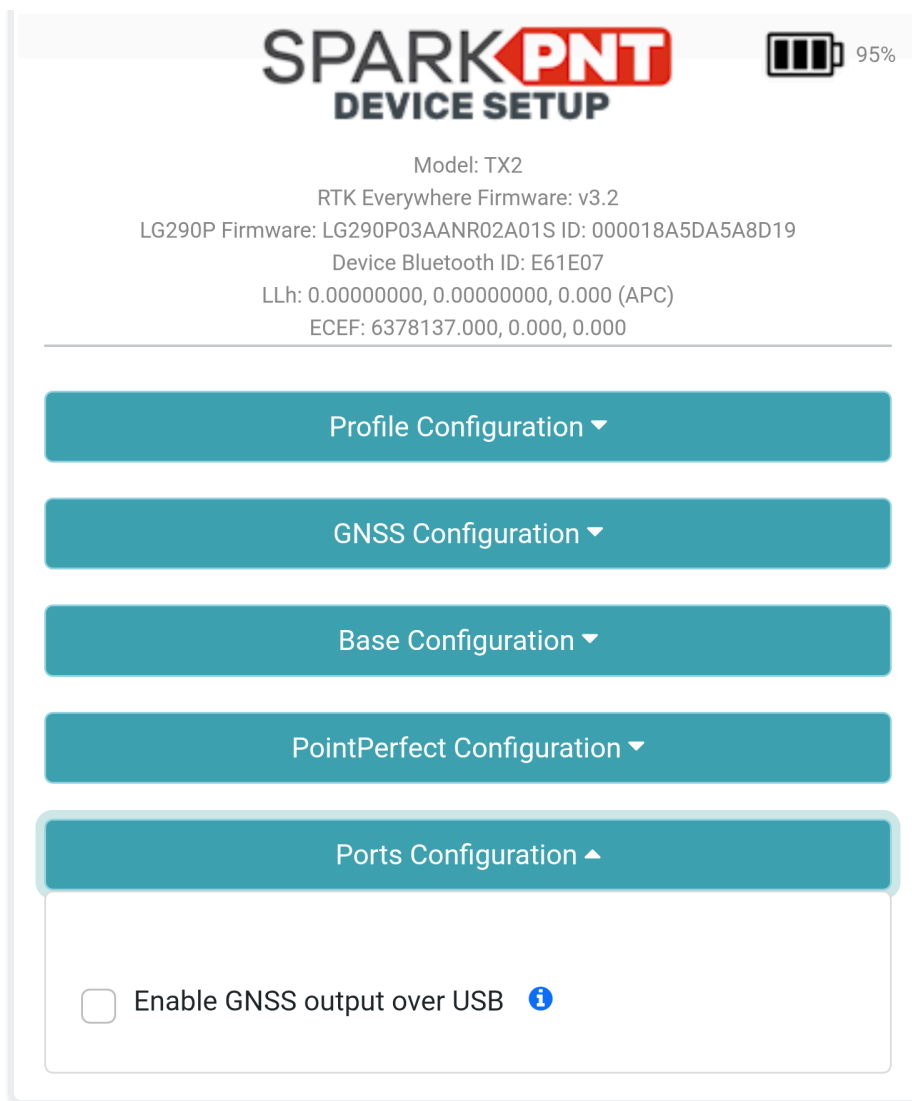 SPARK PNT
DEVICE SETUP
95%
Model: TX2
RTK Everywhere Firmware: v3.2
LG290P Firmware: LG290P03AANR02A01S ID: 000018A5DA5A8D19
Device Bluetooth ID: E61E07
LLh: 0.00000000, 0.00000000, 0.000 (APC)
ECEF: 6378137.000, 0.000, 0.000
Profile Configuration
GNSS Configuration
Base Configuration
PointPerfect Configuration
Ports Configuration
Enable GNSS output over USB